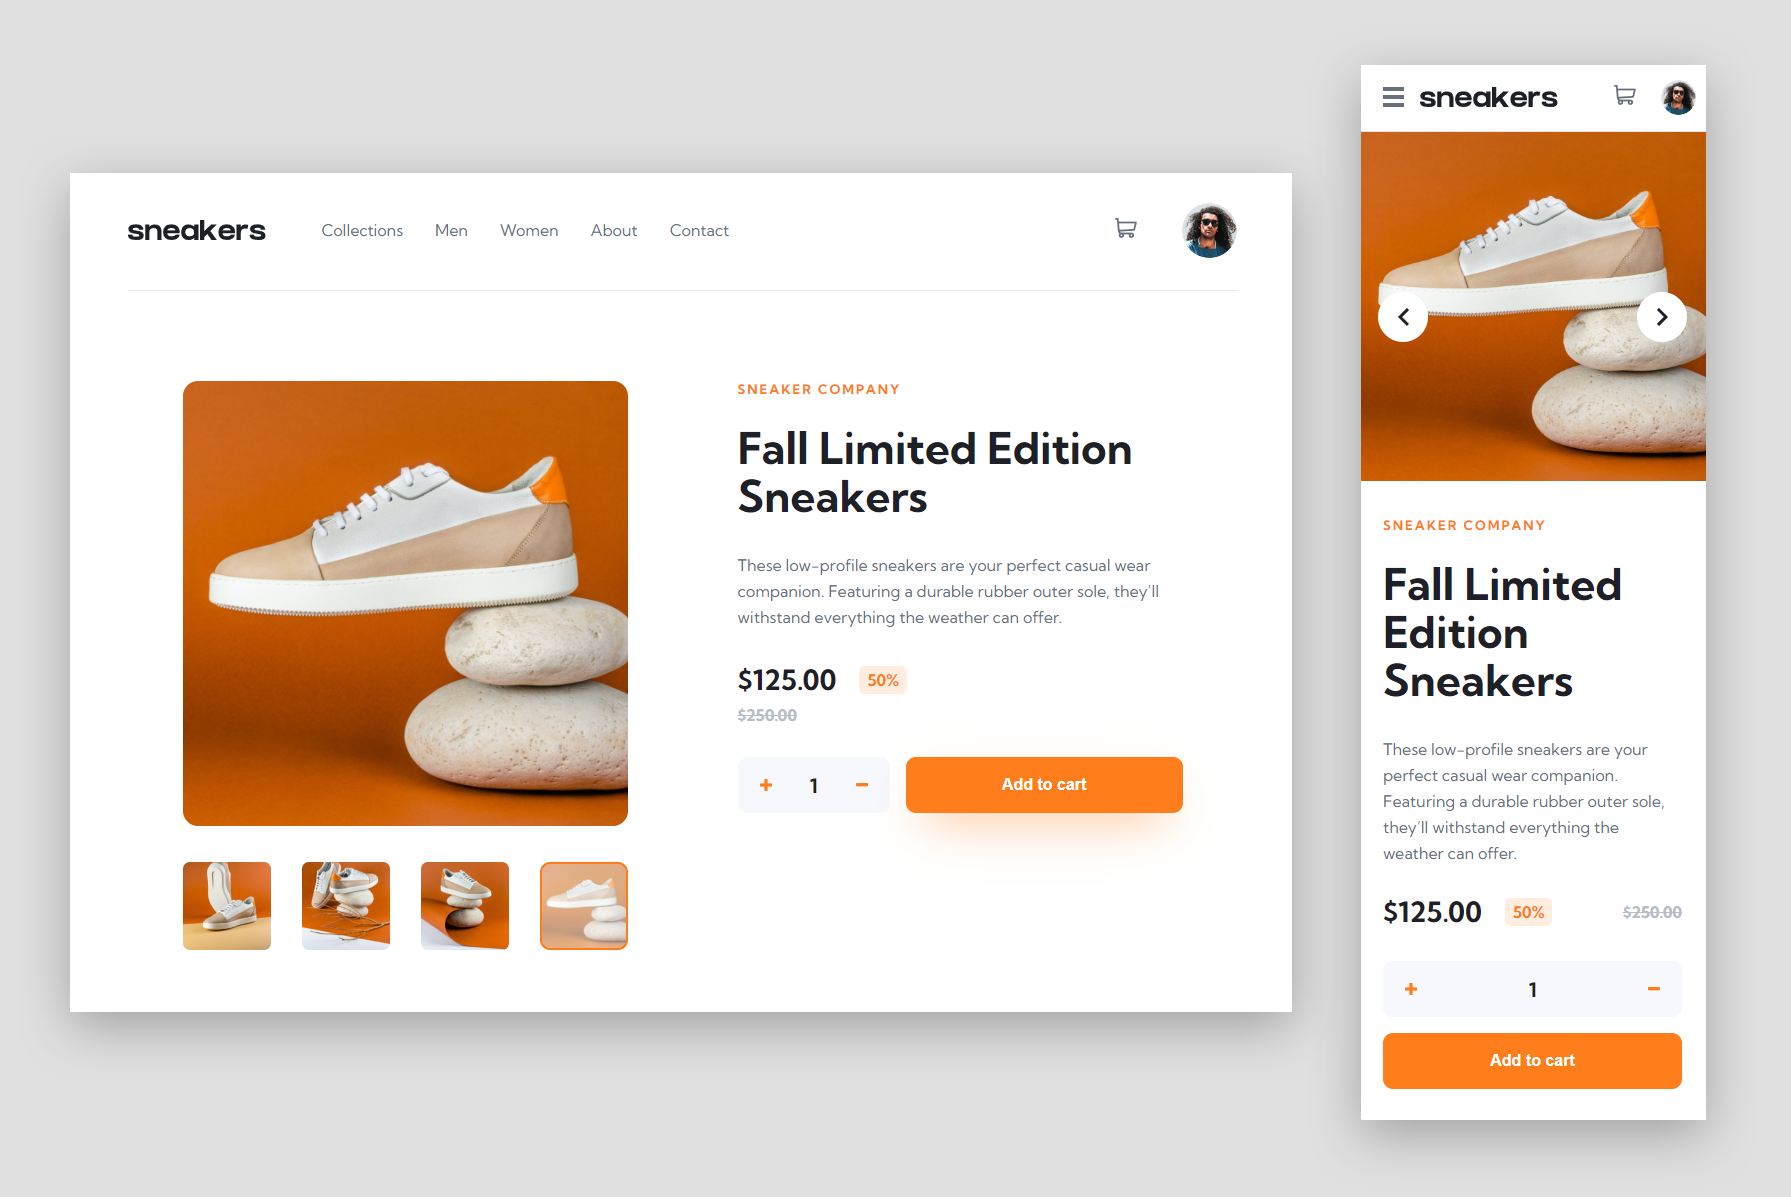 sneakers
Collections Men Women About Contact
SNEAKER COMPANY
Fall Limited Edition
Sneakers
These low-profile sneakers are your perfect casual wear
companion. Featuring a durable rubber outer sole, they’ll
withstand everything the weather can offer.
$125.00 50%
$250.00
+ 1 −
Add to cart
sneakers
SNEAKER COMPANY
Fall Limited
Edition
Sneakers
These low-profile sneakers are your
perfect casual wear companion.
Featuring a durable rubber outer sole,
they’ll withstand everything the
weather can offer.
$125.00 50% $250.00
+ 1 −
Add to cart